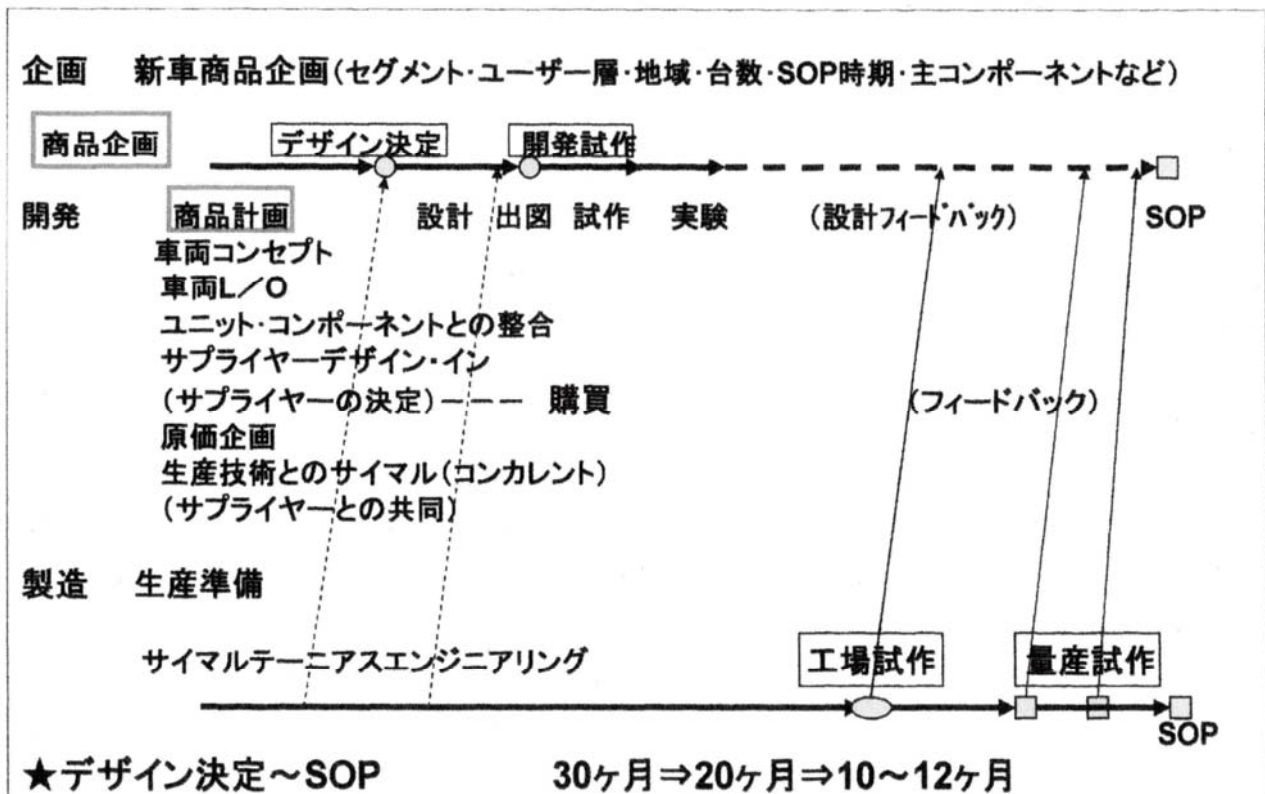 企画 新車商品企画(セグメント・ユーザー層・地域・台数・SOP時期・主コンポーネントなど)
商品企画 デザイン決定 開発試作
開発 商品計画 設計 出図 試作 実験 (設計フィードバック) SOP
車両コンセプト
車両L/O
ユニット・コンポーネントとの整合
サプライヤーデザイン・イン
(サプライヤーの決定)--- 購買 (フィードバック)
原価企画
生産技術とのサイマル(コンカレント)
(サプライヤーとの共同)
製造 生産準備
サイマルテーニアスエンジニアリング 工場試作 量産試作
SOP
★デザイン決定~SOP 30ヶ月⇒20ヶ月⇒10~12ヶ月